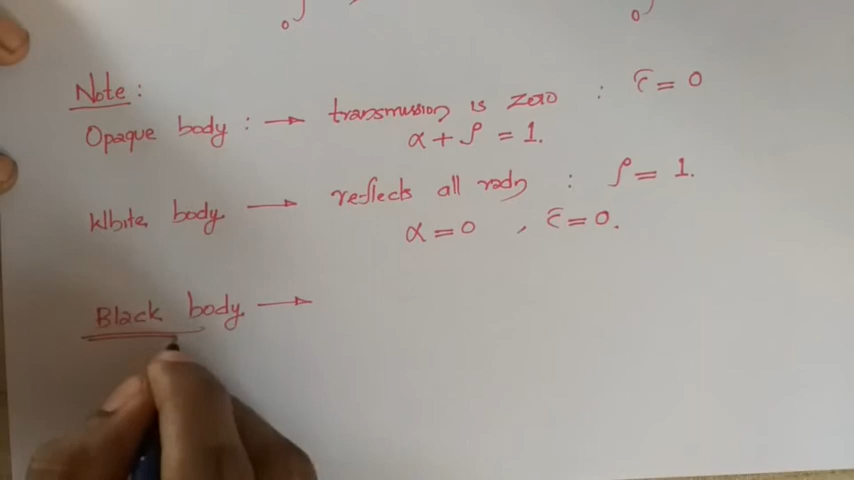 Note :
Opaque body : → transmission is zero : τ = 0
α + ρ = 1.
White body → reflects all radn : ρ = 1.
α = 0 , τ = 0.
Black body →